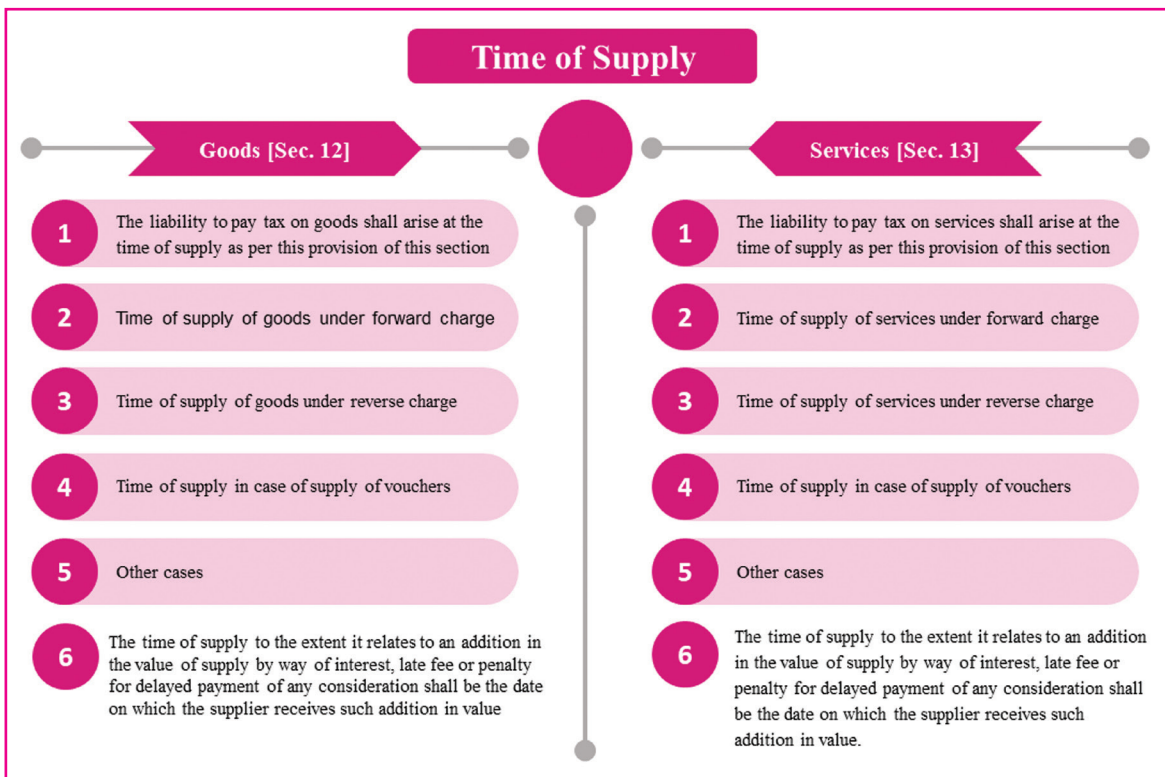 Time of Supply
Goods [Sec. 12]
1
The liability to pay tax on goods shall arise at the
time of supply as per this provision of this section
2
Time of supply of goods under forward charge
3
Time of supply of goods under reverse charge
4
Time of supply in case of supply of vouchers
5
Other cases
6
The time of supply to the extent it relates to an addition in
the value of supply by way of interest, late fee or penalty
for delayed payment of any consideration shall be the date
on which the supplier receives such addition in value
Services [Sec. 13]
1
The liability to pay tax on services shall arise at the
time of supply as per this provision of this section
2
Time of supply of services under forward charge
3
Time of supply of services under reverse charge
4
Time of supply in case of supply of vouchers
5
Other cases
6
The time of supply to the extent it relates to an addition
in the value of supply by way of interest, late fee or
penalty for delayed payment of any consideration shall
be the date on which the supplier receives such
addition in value.